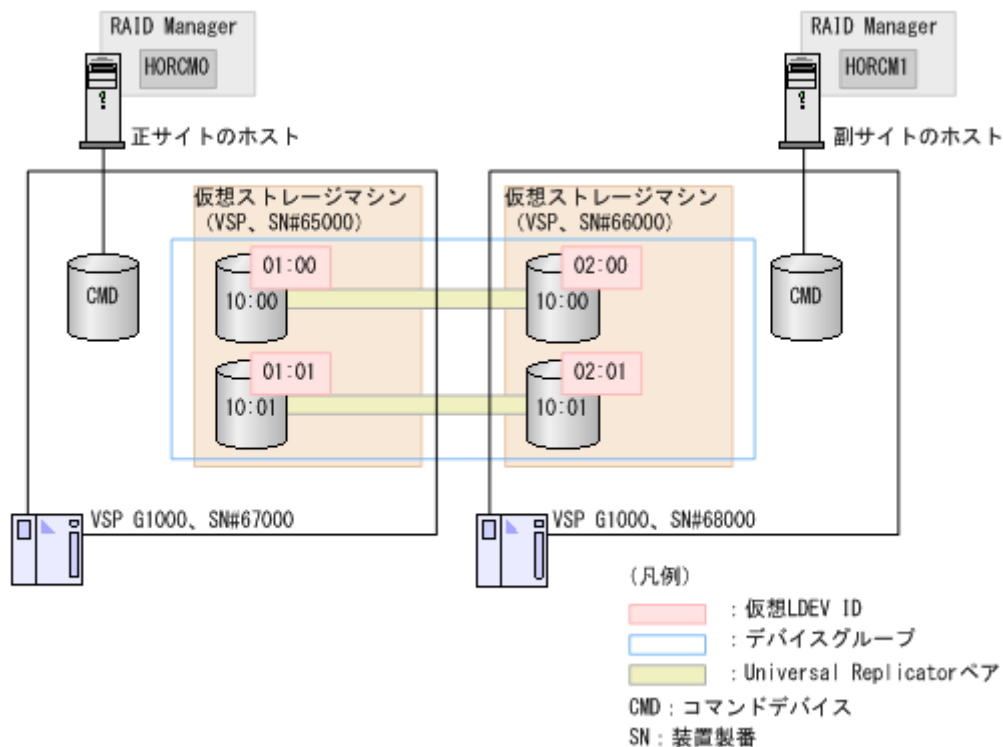 RAID Manager
HORCM0
正サイトのホスト
RAID Manager
HORCM1
副サイトのホスト
仮想ストレージマシン
(VSP、SN#65000)
仮想ストレージマシン
(VSP、SN#66000)
CMD
01:00
10:00
02:00
10:00
CMD
01:01
10:01
02:01
10:01
VSP G1000、SN#67000
VSP G1000、SN#68000
(凡例)
:仮想LDEV ID
:デバイスグループ
:Universal Replicatorペア
CMD:コマンドデバイス
SN:装置製番